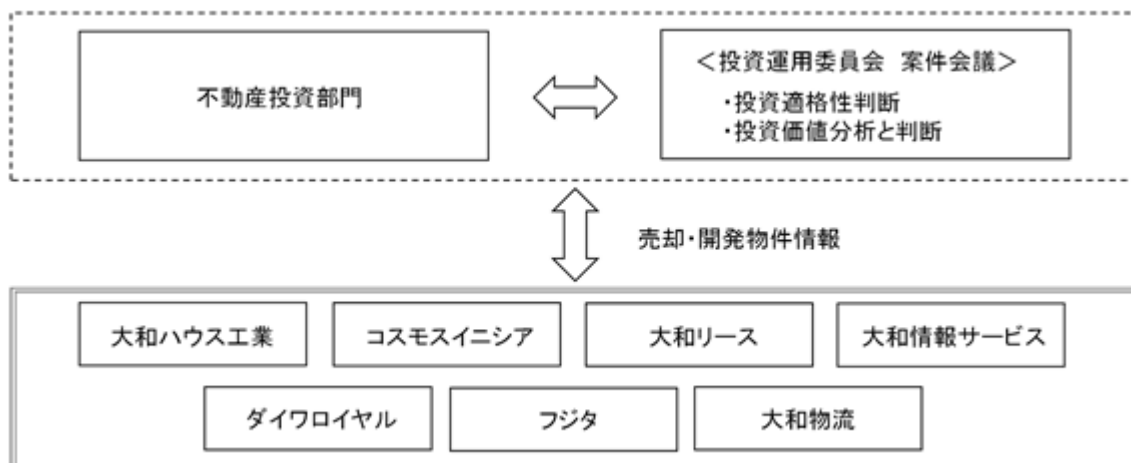 不動産投資部門
＜投資運用委員会　案件会議＞
・投資適格性判断
・投資価値分析と判断
売却・開発物件情報
大和ハウス工業
コスモスイニシア
大和リース
大和情報サービス
ダイワロイヤル
フジタ
大和物流